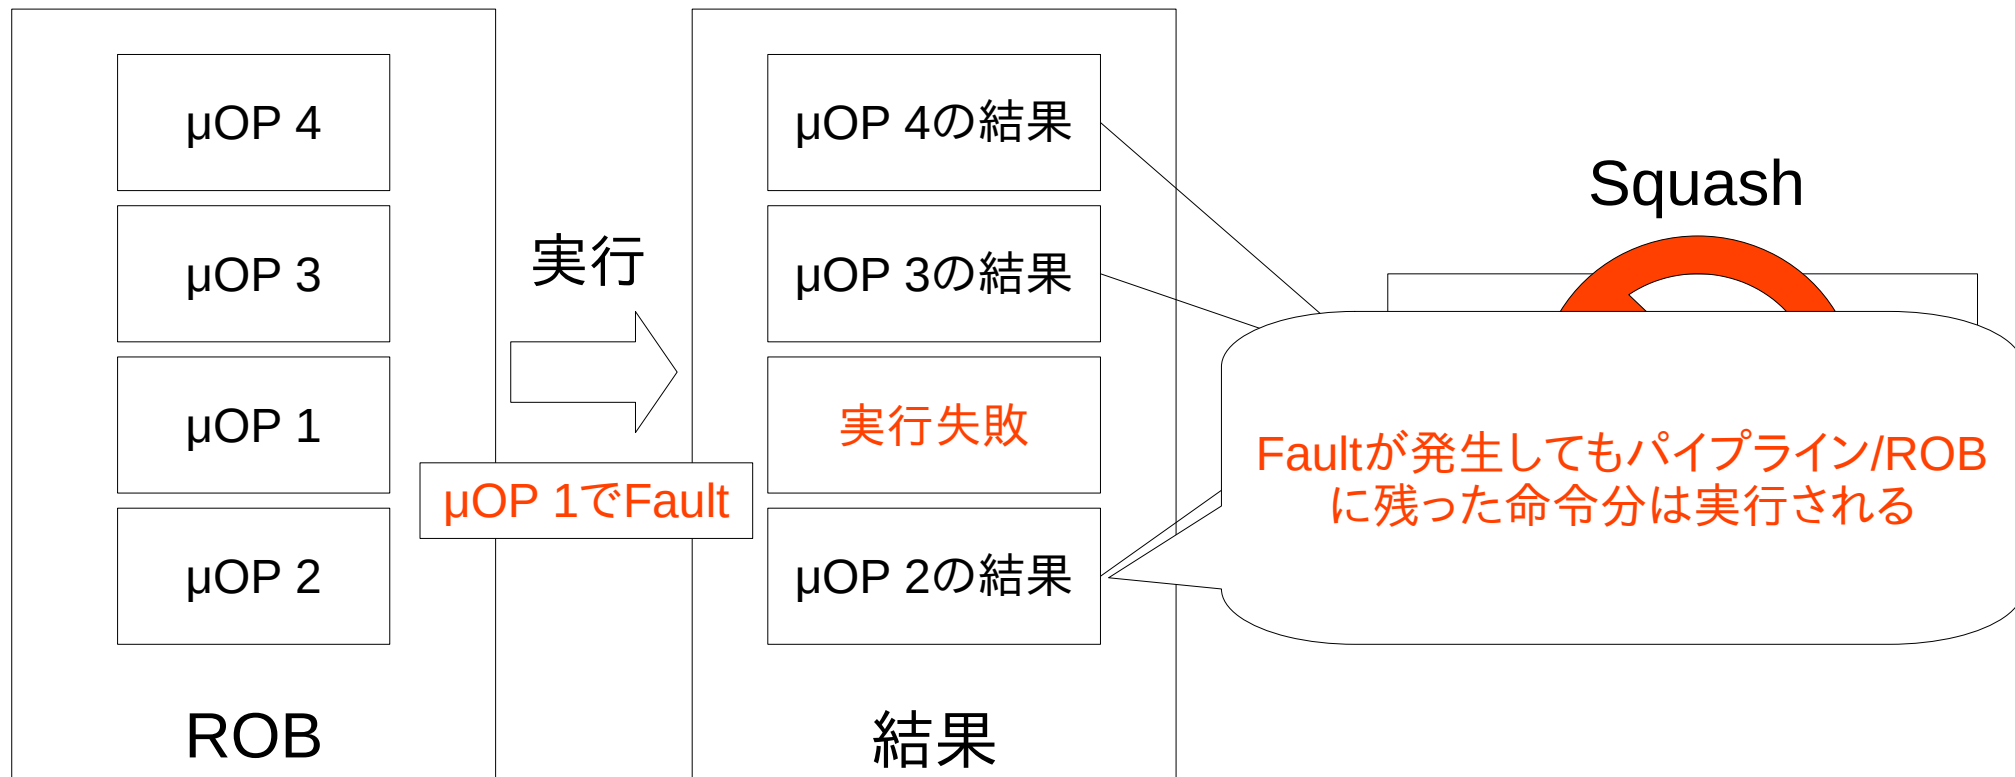 μOP 4
μOP 3
μOP 1
μOP 2
ROB
実行
μOP 1でFault
μOP 4の結果
μOP 3の結果
実行失敗
μOP 2の結果
結果
Squash
Faultが発生してもパイプライン/ROB
に残った命令分は実行される